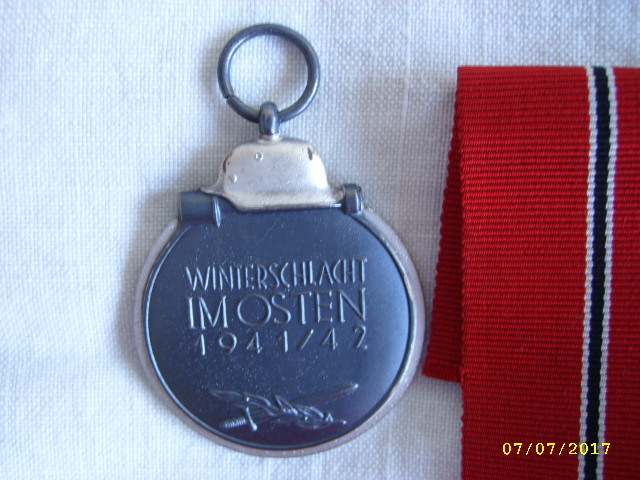 WINTERSCHLACHT
IM OSTEN
1941/42
07/07/2017